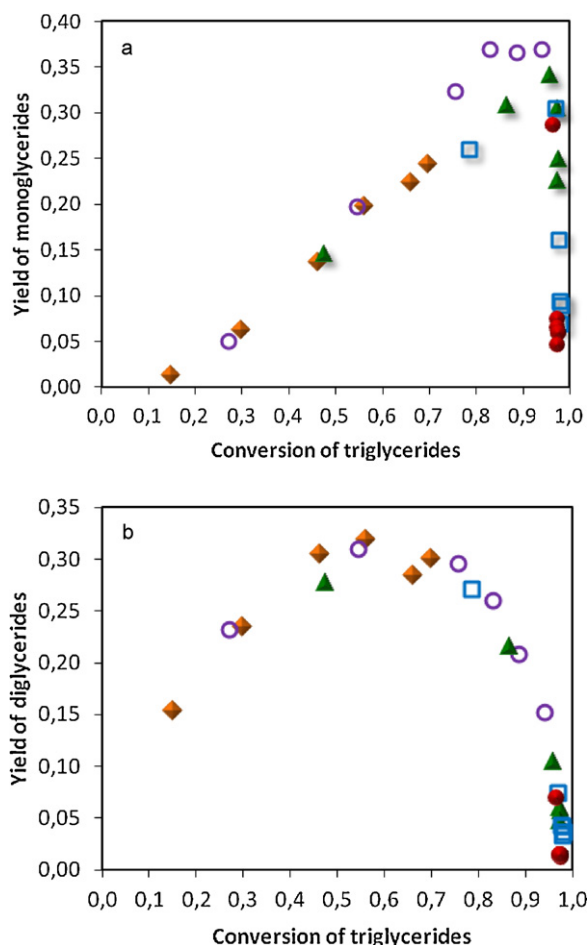 a
Yield of monoglycerides
0,40
0,35
0,30
0,25
0,20
0,15
0,10
0,05
0,00
0,0 0,1 0,2 0,3 0,4 0,5 0,6 0,7 0,8 0,9 1,0
Conversion of triglycerides
b
Yield of diglycerides
0,35
0,30
0,25
0,20
0,15
0,10
0,05
0,00
0,0 0,1 0,2 0,3 0,4 0,5 0,6 0,7 0,8 0,9 1,0
Conversion of triglycerides